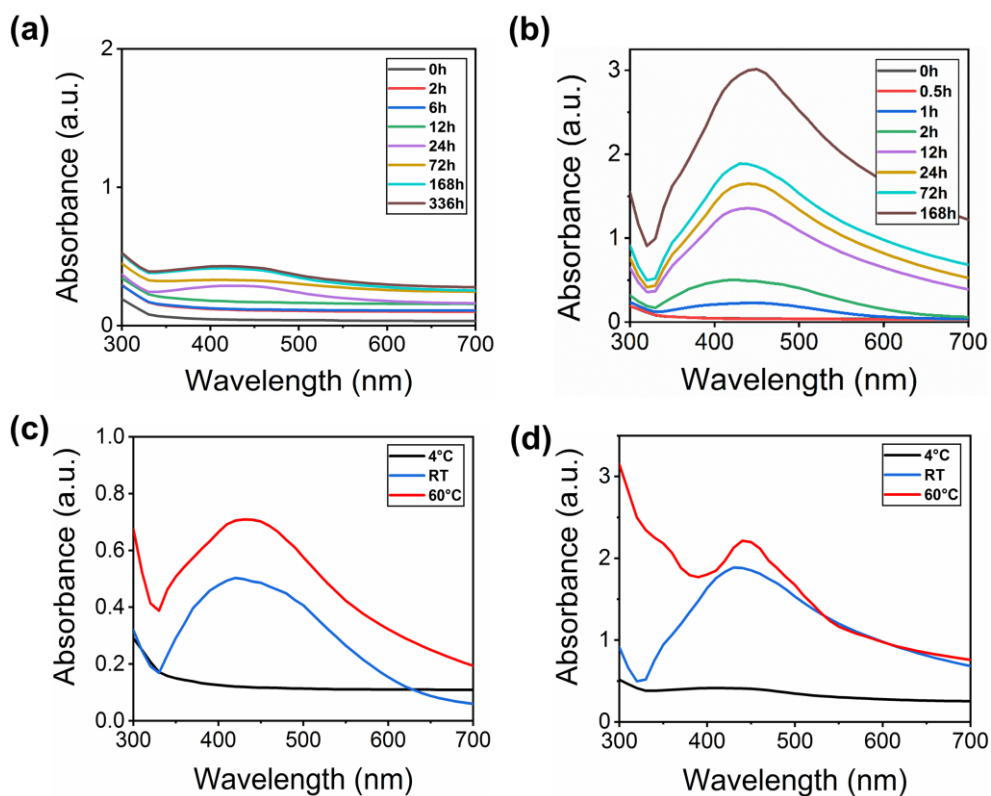 (a)
2
1
0
Absorbance (a.u.)
300 400 500 600 700
Wavelength (nm)
0h
2h
6h
12h
24h
72h
168h
336h
(b)
3
2
1
0
Absorbance (a.u.)
300 400 500 600 700
Wavelength (nm)
0h
0.5h
1h
2h
12h
24h
72h
168h
(c)
1.0
0.8
0.6
0.4
0.2
0.0
Absorbance (a.u.)
300 400 500 600 700
Wavelength (nm)
4°C
RT
60°C
(d)
3
2
1
0
Absorbance (a.u.)
300 400 500 600 700
Wavelength (nm)
4°C
RT
60°C